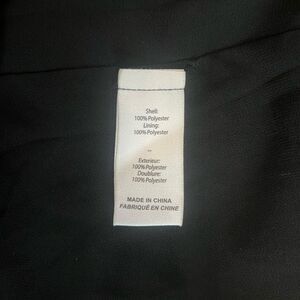 Shell:
100% Polyester
Lining:
100% Polyester
--
Exterieur:
100% Polyester
Doublure:
100% Polyester
MADE IN CHINA
FABRIQUÉ EN CHINE